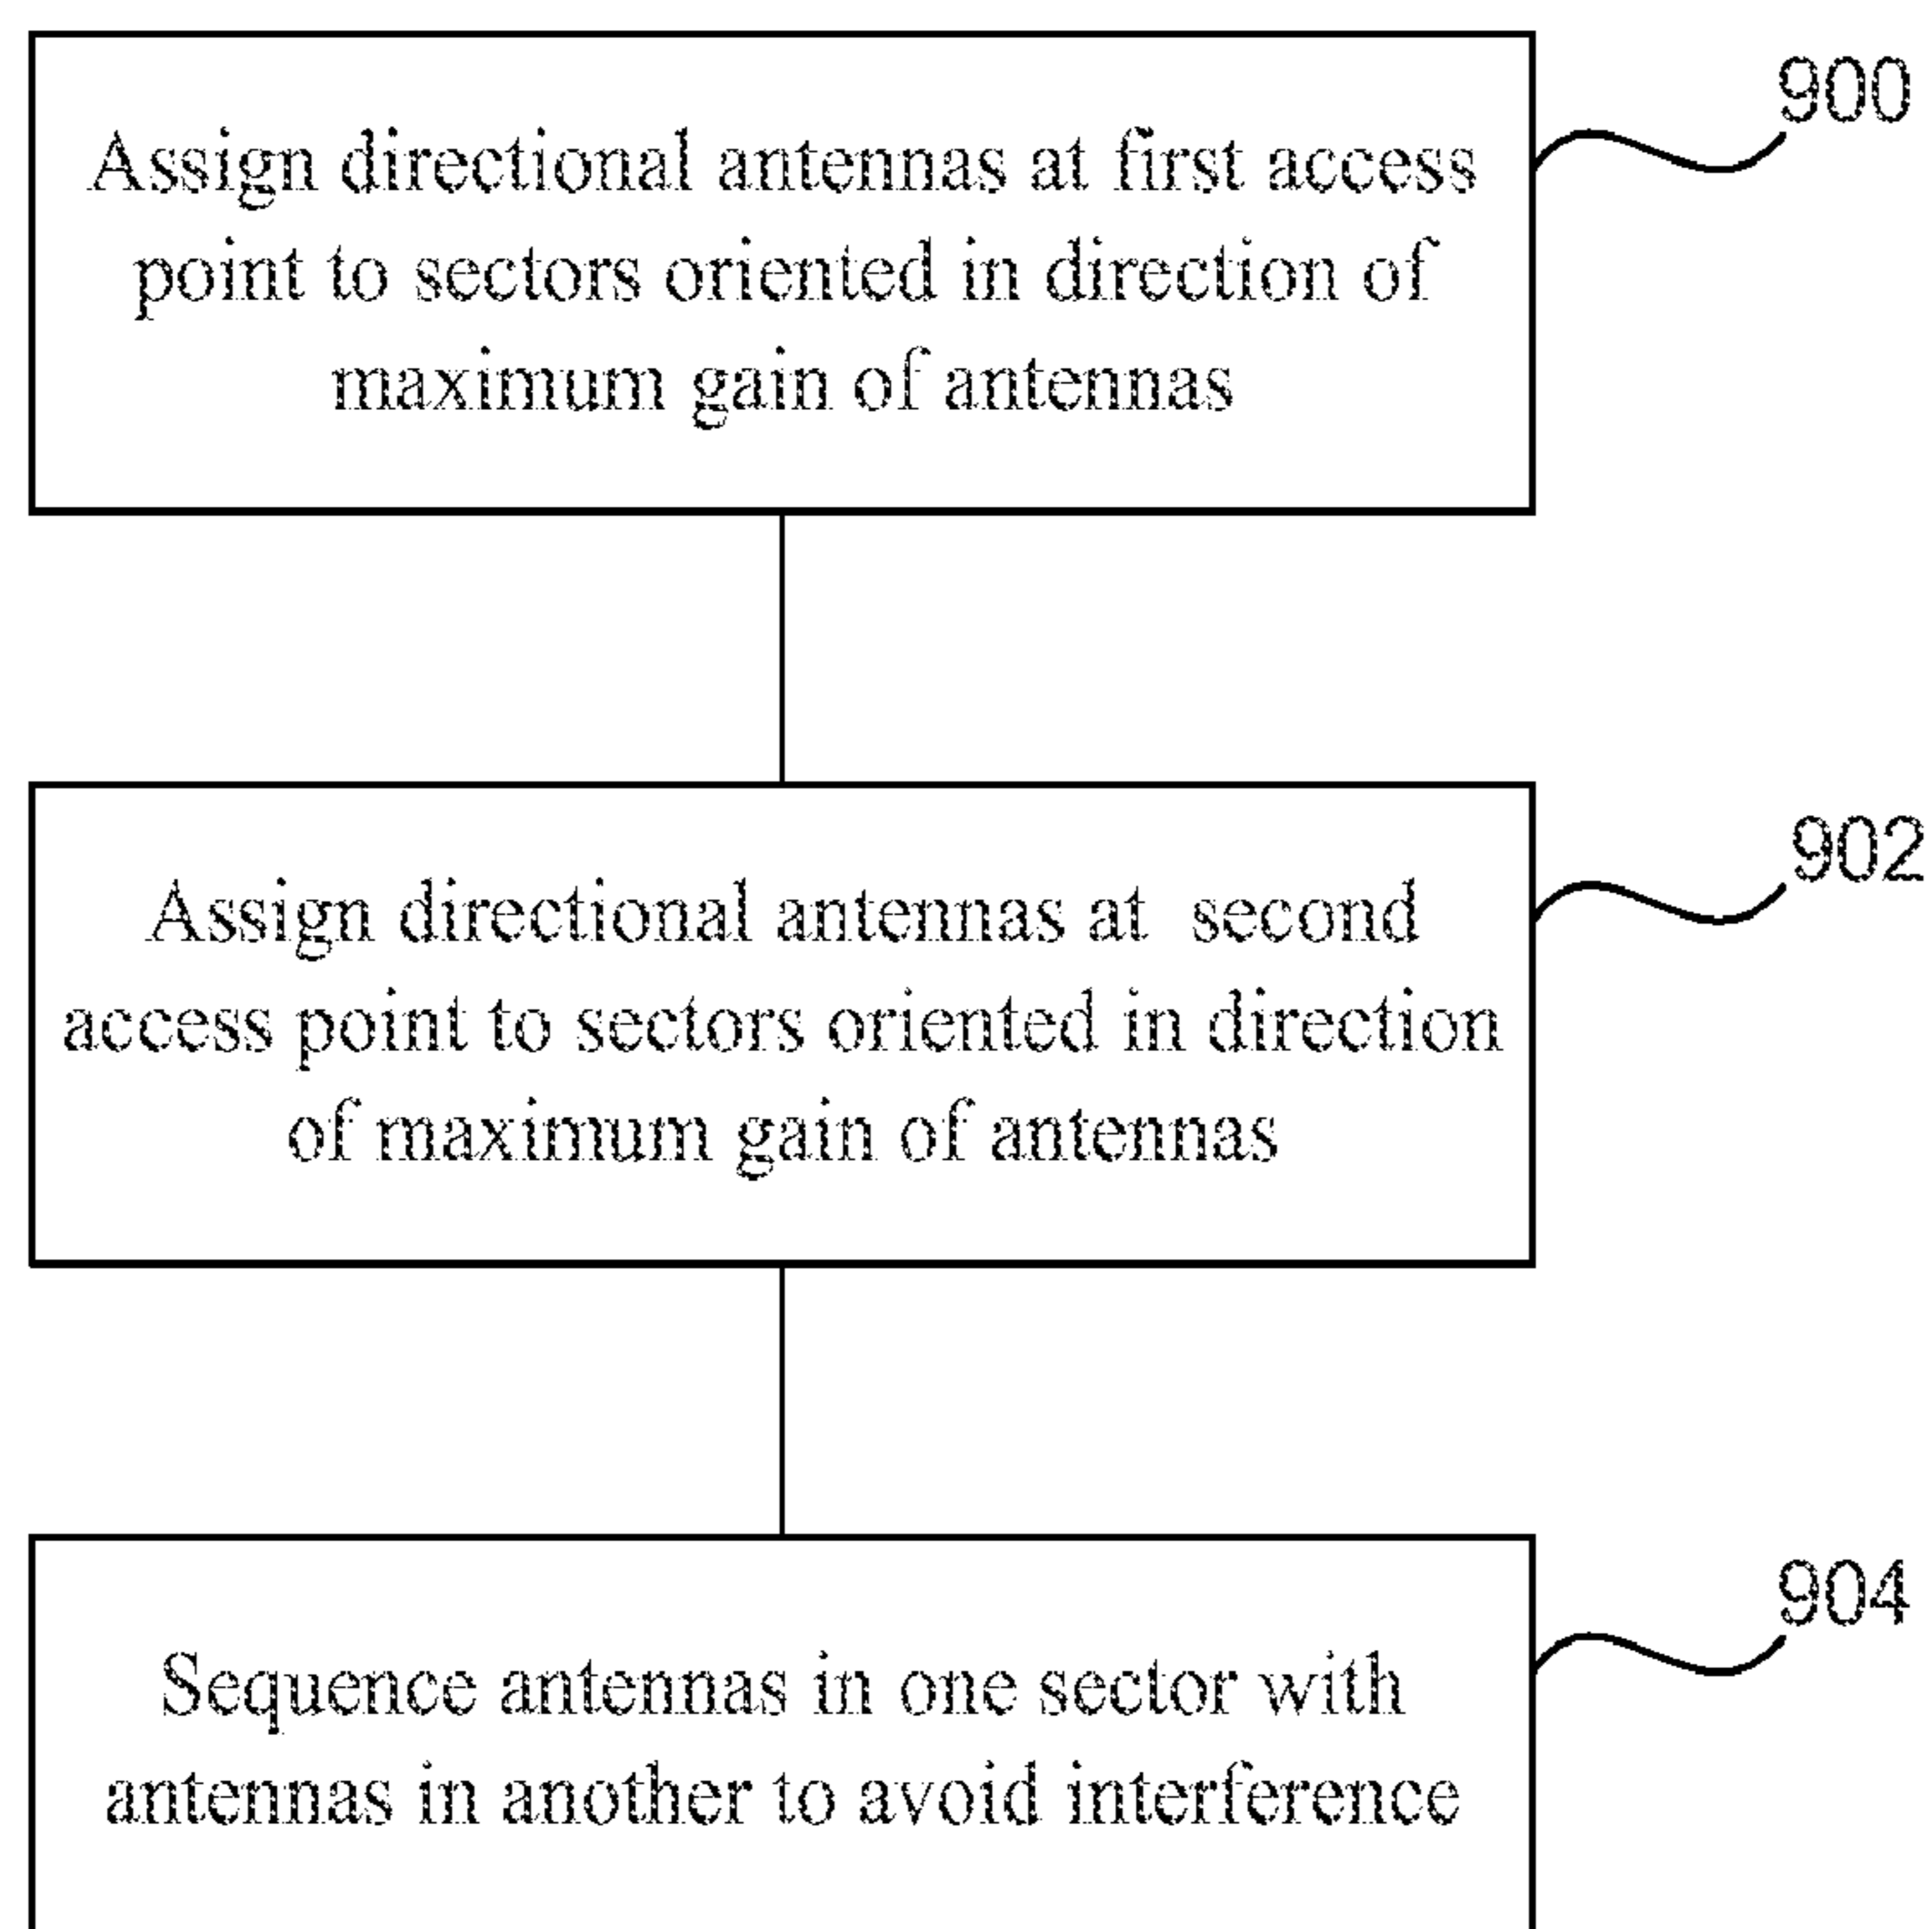 900
Assign directional antennas at first access
point to sectors oriented in direction of
maximum gain of antennas
902
Assign directional antennas at second
access point to sectors oriented in direction
of maximum gain of antennas
904
Sequence antennas in one sector with
antennas in another to avoid interference